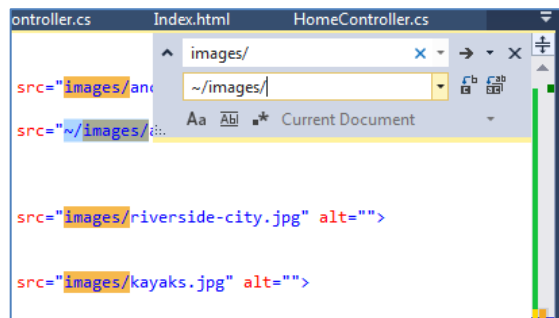 ontroller.cs Index.html HomeController.cs
images/
src="images/an
~/images/
src="~/images/
Aa Abl .* Current Document
src="images/riverside-city.jpg" alt="">
src="images/kayaks.jpg" alt="">